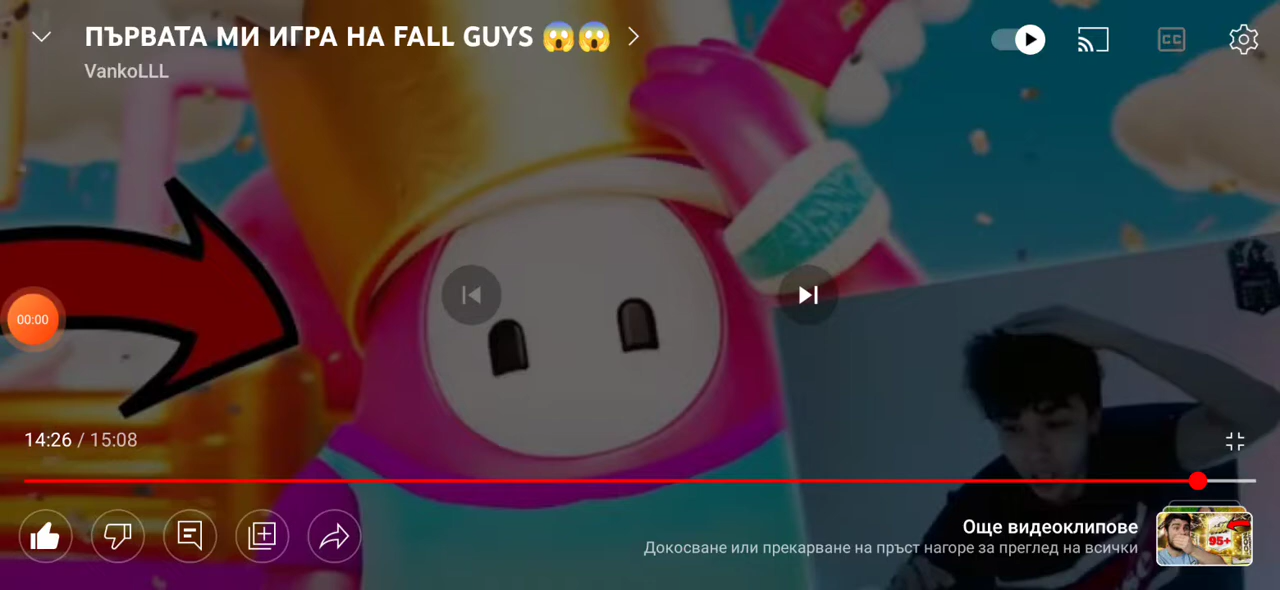 ПЪРВАТА МИ ИГРА НА FALL GUYS 😱😱
VankoLLL
CC
00:00
14:26 / 15:08
Още видеоклипове
Докосване или прекарване на пръст нагоре за преглед на всички
95+